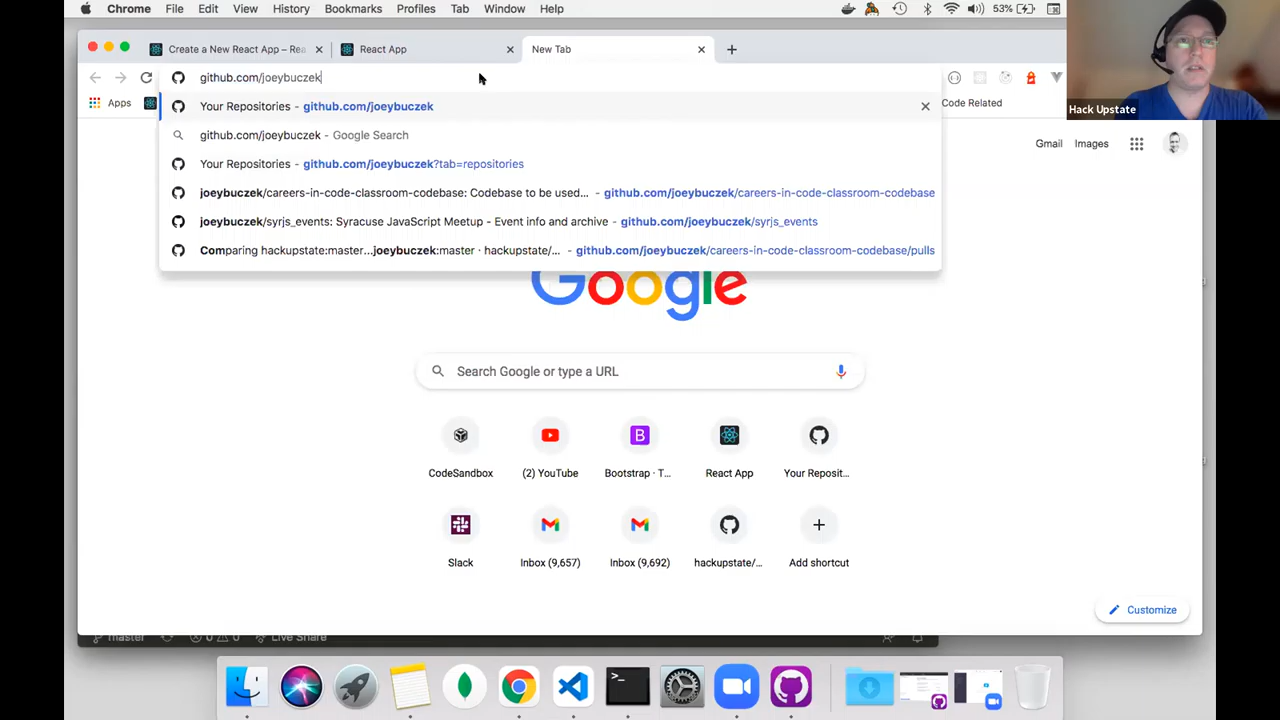 Chrome File Edit View History Bookmarks Profiles Tab Window Help 53%
Create a New React App – Rea
React App
New Tab
github.com/joeybuczek
Apps
Your Repositories - github.com/joeybuczek
Code Related
github.com/joeybuczek - Google Search
Your Repositories - github.com/joeybuczek?tab=repositories
joeybuczek/careers-in-code-classroom-codebase: Codebase to be used... - github.com/joeybuczek/careers-in-code-classroom-codebase
joeybuczek/syrjs_events: Syracuse JavaScript Meetup - Event info and archive - github.com/joeybuczek/syrjs_events
Comparing hackupstate:master...joeybuczek:master · hackupstate/... - github.com/joeybuczek/careers-in-code-classroom-codebase/pulls
Hack Upstate
Gmail Images
Google
Search Google or type a URL
CodeSandbox
(2) YouTube
Bootstrap · T...
React App
Your Reposit...
Slack
Inbox (9,657)
Inbox (9,692)
hackupstate/...
Add shortcut
Customize
master 0 0 Live Share